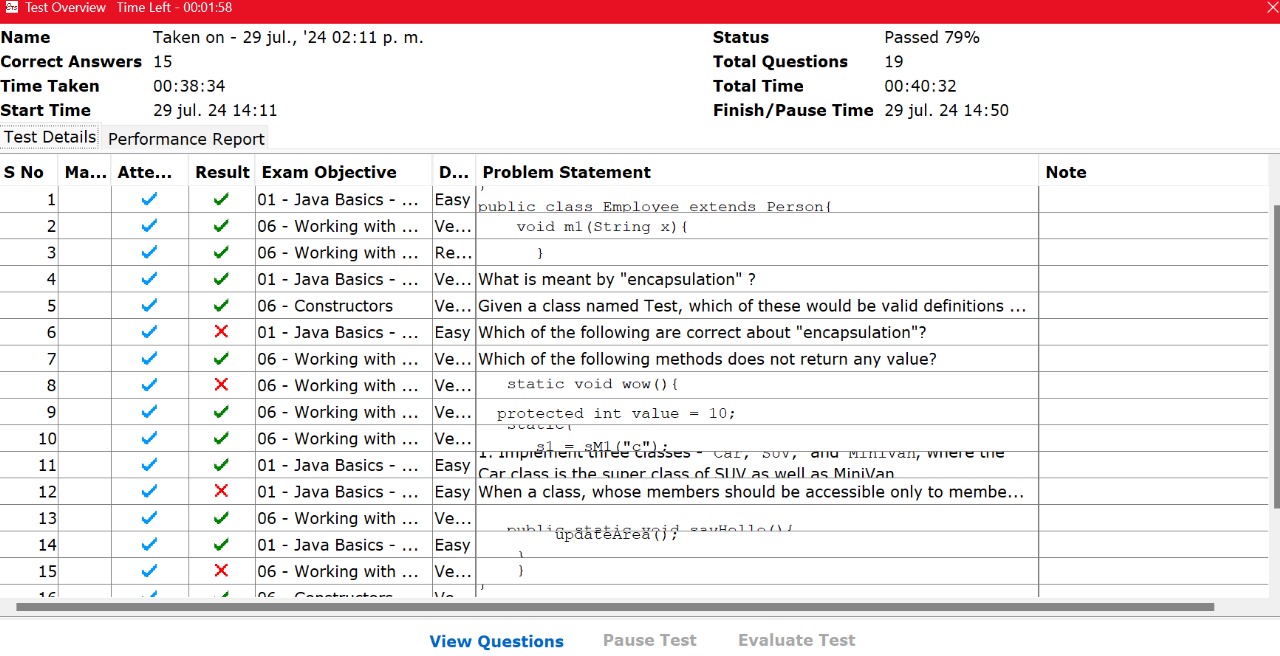 Test Overview Time Left - 00:01:58
Name Taken on - 29 jul., '24 02:11 p. m. Status Passed 79%
Correct Answers 15 Total Questions 19
Time Taken 00:38:34 Total Time 00:40:32
Start Time 29 jul. 24 14:11 Finish/Pause Time 29 jul. 24 14:50
Test Details Performance Report
S No Ma... Atte... Result Exam Objective D... Problem Statement Note
1 01 - Java Basics - ... Easy public class Employee extends Person{
2 06 - Working with ... Ve... void m1(String x){
3 06 - Working with ... Re... }
4 01 - Java Basics - ... Ve... What is meant by "encapsulation" ?
5 06 - Constructors Ve... Given a class named Test, which of these would be valid definitions ...
6 01 - Java Basics - ... Easy Which of the following are correct about "encapsulation"?
7 06 - Working with ... Ve... Which of the following methods does not return any value?
8 06 - Working with ... Ve... static void wow(){
9 06 - Working with ... Ve... protected int value = 10;
static{
10 06 - Working with ... Ve... s1 = sM1("c");
1. Implement three classes - Car, SUV, and MiniVan, where the
11 01 - Java Basics - ... Easy Car class is the super class of SUV as well as MiniVan
12 01 - Java Basics - ... Easy When a class, whose members should be accessible only to membe...
13 06 - Working with ... Ve... public static void sayHello(){
updateArea();
14 01 - Java Basics - ... Easy }
15 06 - Working with ... Ve... }
16 06 - Constructors Ve... }
View Questions Pause Test Evaluate Test